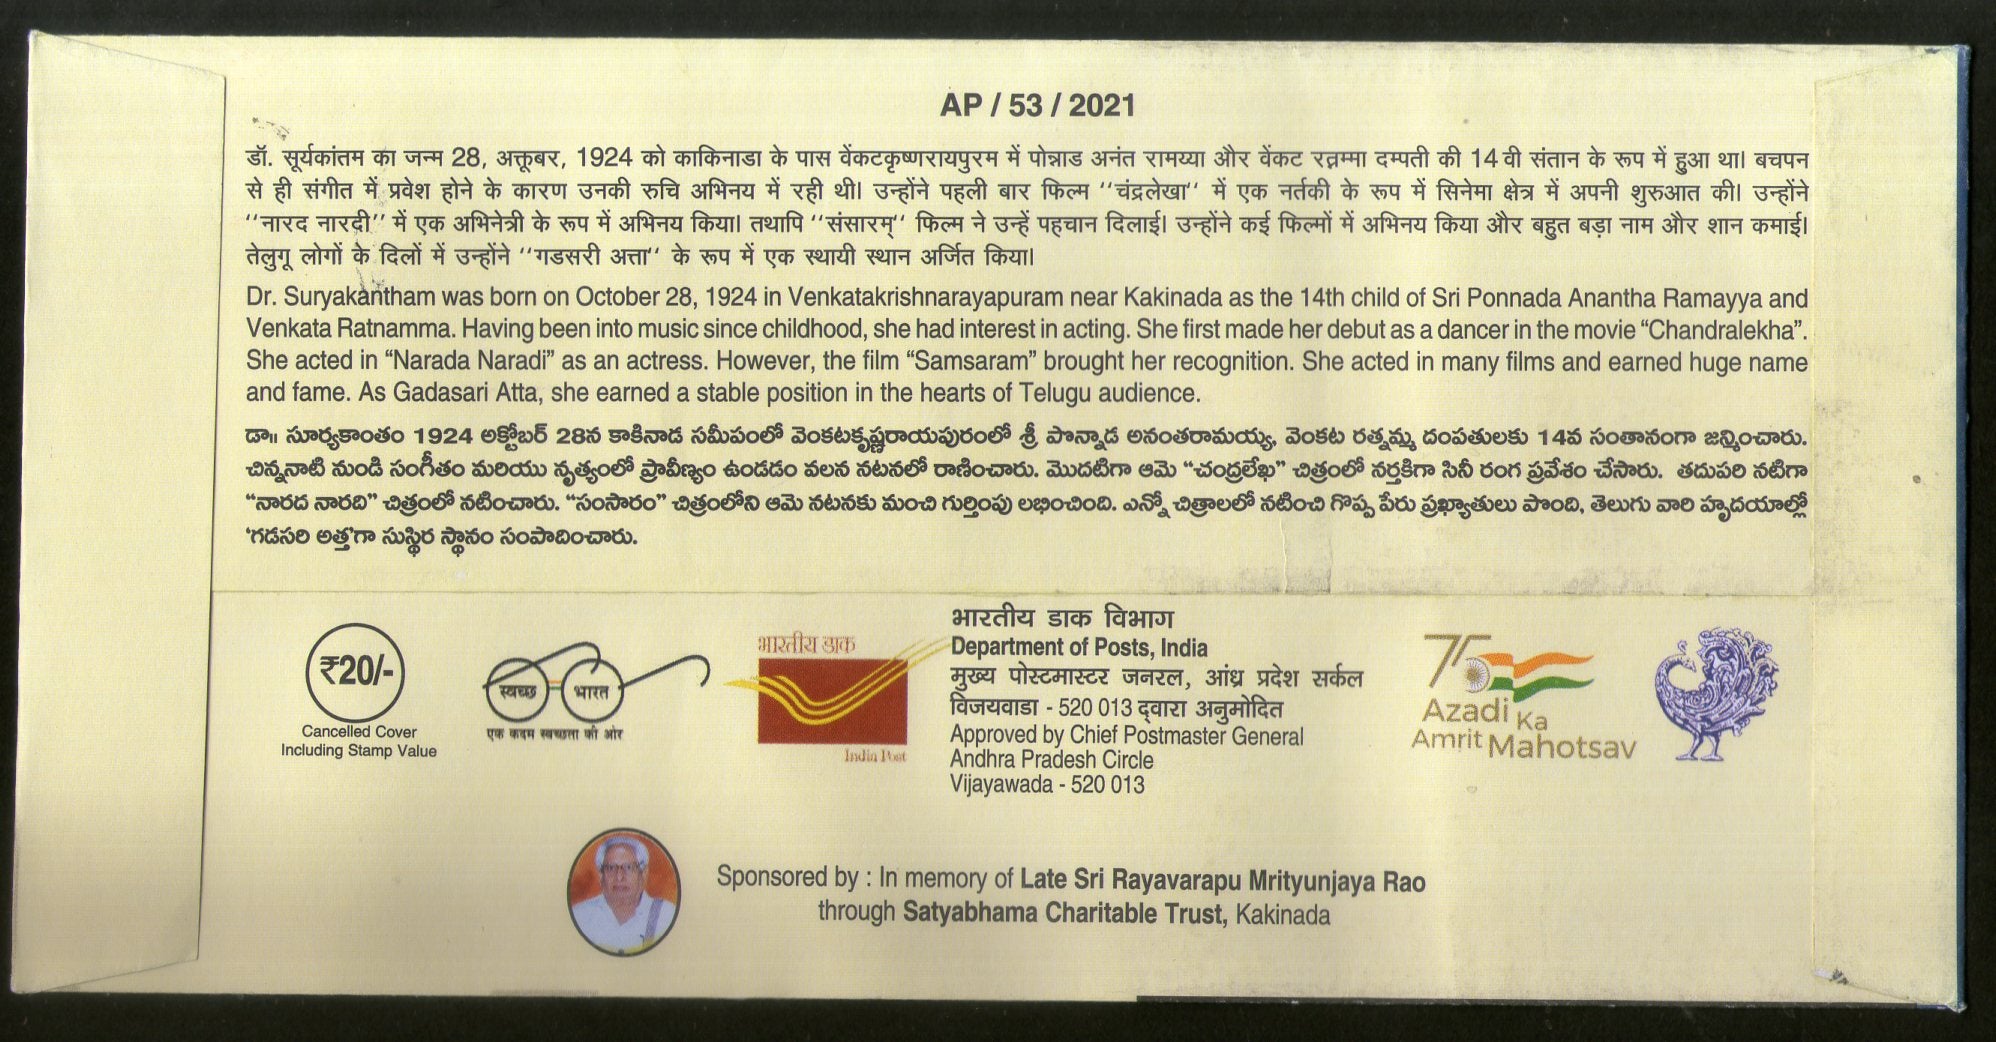 AP / 53 / 2021
डॉ. सूर्यकांतम का जन्म 28, अक्तूबर, 1924 को काकिनाडा के पास वेंकटकृष्णरायपुरम में पोन्नाड अनंत रामय्या और वेंकट रत्नम्मा दम्पती की 14 वी संतान के रूप में हुआ था। बचपन
से ही संगीत में प्रवेश होने के कारण उनकी रुचि अभिनय में रही थी। उन्होंने पहली बार फिल्म ‘‘चंद्रलेखा‘‘ में एक नर्तकी के रूप में सिनेमा क्षेत्र में अपनी शुरुआत की। उन्होंने
‘‘नारद नारदी’’ में एक अभिनेत्री के रूप में अभिनय किया। तथापि ‘‘संसारम्‘‘ फिल्म ने उन्हें पहचान दिलाई। उन्होंने कई फिल्मों में अभिनय किया और बहुत बड़ा नाम और शान कमाई।
तेलुगू लोगों के दिलों में उन्होंने ‘‘गडसरी अत्ता‘‘ के रूप में एक स्थायी स्थान अर्जित किया।
Dr. Suryakantham was born on October 28, 1924 in Venkatakrishnarayapuram near Kakinada as the 14th child of Sri Ponnada Anantha Ramayya and
Venkata Ratnamma. Having been into music since childhood, she had interest in acting. She first made her debut as a dancer in the movie “Chandralekha”.
She acted in “Narada Naradi” as an actress. However, the film “Samsaram” brought her recognition. She acted in many films and earned huge name
and fame. As Gadasari Atta, she earned a stable position in the hearts of Telugu audience.
డా॥ సూర్యకాంతం 1924 అక్టోబర్ 28న కాకినాడ సమీపంలో వెంకటకృష్ణరాయపురంలో శ్రీ పొన్నాడ అనంతరామయ్య, వెంకట రత్నమ్మ దంపతులకు 14వ సంతానంగా జన్మించారు.
చిన్ననాటి నుండి సంగీతం మరియు నృత్యంలో ప్రావీణ్యం ఉండడం వలన నటనలో రాణించారు. మొదటిగా ఆమె “చంద్రలేఖ” చిత్రంలో నర్తకిగా సినీ రంగ ప్రవేశం చేసారు. తదుపరి నటిగా
“నారద నారది” చిత్రంలో నటించారు. “సంసారం” చిత్రంలోని ఆమె నటనకు మంచి గుర్తింపు లభించింది. ఎన్నో చిత్రాలలో నటించి గొప్ప పేరు ప్రఖ్యాతులు పొంది, తెలుగు వారి హృదయాల్లో
‘గడసరి అత్త’గా సుస్థిర స్థానం సంపాదించారు.
₹20/-
Cancelled Cover
Including Stamp Value
स्वच्छ भारत
एक कदम स्वच्छता की ओर
भारतीय डाक
India Post
भारतीय डाक विभाग
Department of Posts, India
मुख्य पोस्टमास्टर जनरल, आंध्र प्रदेश सर्कल
विजयवाडा - 520 013 द्वारा अनुमोदित
Approved by Chief Postmaster General
Andhra Pradesh Circle
Vijayawada - 520 013
75
Azadi Ka
Amrit Mahotsav
Sponsored by : In memory of Late Sri Rayavarapu Mrityunjaya Rao
through Satyabhama Charitable Trust, Kakinada